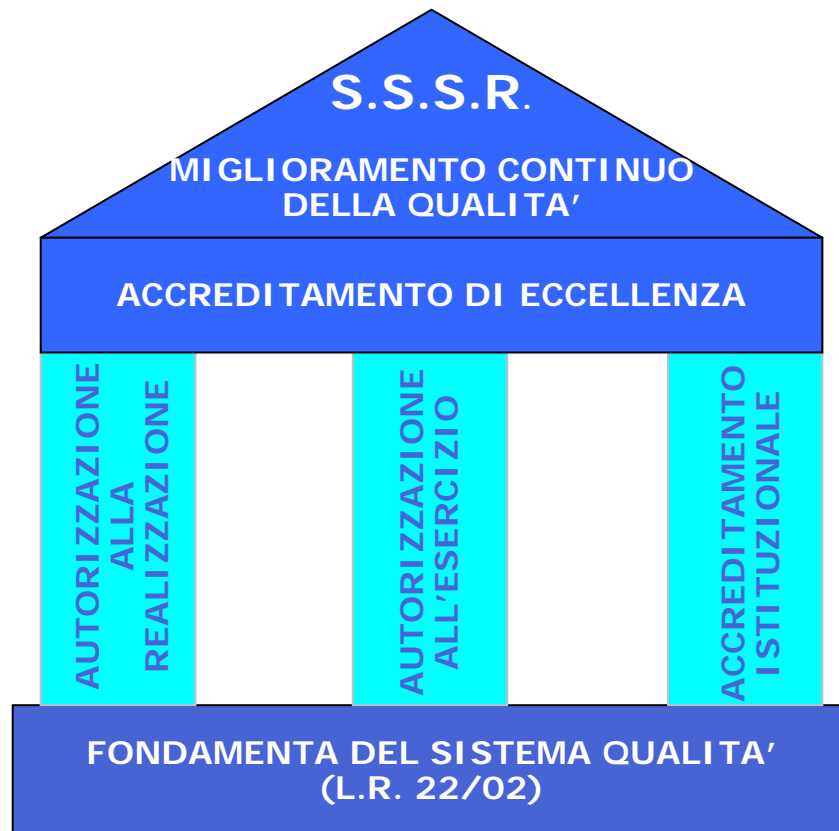 S.S.S.R.
MIGLIORAMENTO CONTINUO
DELLA QUALITA’
ACCREDITAMENTO DI ECCELLENZA
AUTORIZZAZIONE
ALLA
REALIZZAZIONE
AUTORIZZAZIONE
ALL’ESERCIZIO
ACCREDITAMENTO
ISTITUZIONALE
FONDAMENTA DEL SISTEMA QUALITA’
(L.R. 22/02)